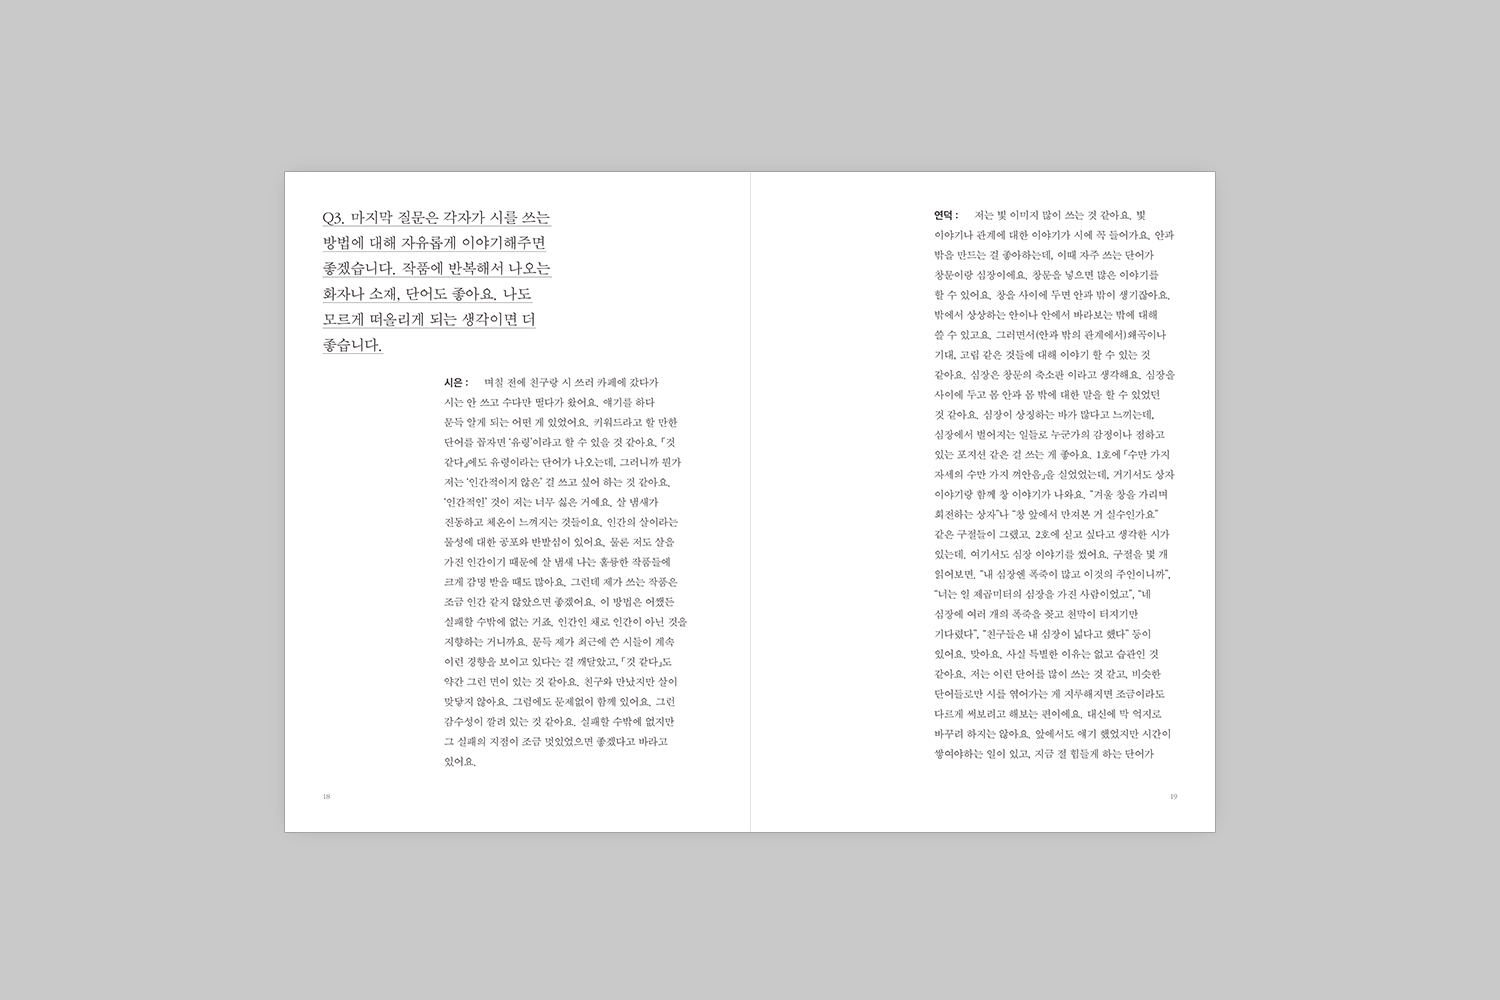 Q3. 마지막 질문은 각자가 시를 쓰는
방법에 대해 자유롭게 이야기해주면
좋겠습니다. 작품에 반복해서 나오는
화자나 소재, 단어도 좋아요. 나도
모르게 떠올리게 되는 생각이면 더
좋습니다.
시은 : 며칠 전에 친구랑 시 쓰러 카페에 갔다가
시는 안 쓰고 수다만 떨다가 왔어요. 얘기를 하다
문득 알게 되는 어떤 게 있었어요. 키워드라고 할 만한
단어를 꼽자면 ‘유령’이라고 할 수 있을 것 같아요. 「것
같다」에도 유령이라는 단어가 나오는데, 그러니까 뭔가
저는 ‘인간적이지 않은’ 걸 쓰고 싶어 하는 것 같아요.
‘인간적인’ 것이 저는 너무 싫은 거예요. 살 냄새가
진동하고 체온이 느껴지는 것들이요. 인간의 살이라는
물성에 대한 공포와 반발심이 있어요. 물론 저도 살을
가진 인간이기 때문에 살 냄새 나는 훌륭한 작품들에
크게 감명 받을 때도 많아요. 그런데 제가 쓰는 작품은
조금 인간 같지 않았으면 좋겠어요. 이 방법은 어쨌든
실패할 수밖에 없는 거죠. 인간인 채로 인간이 아닌 것을
지향하는 거니까요. 문득 제가 최근에 쓴 시들이 계속
이런 경향을 보이고 있다는 걸 깨달았고, 「것 같다」도
약간 그런 면이 있는 것 같아요. 친구와 만났지만 살이
맞닿지 않아요. 그럼에도 문제없이 함께 있어요. 그런
감수성이 깔려 있는 것 같아요. 실패할 수밖에 없지만
그 실패의 지점이 조금 멋있었으면 좋겠다고 바라고
있어요.
18
연덕 : 저는 빛 이미지 많이 쓰는 것 같아요. 빛
이야기나 관계에 대한 이야기가 시에 꼭 들어가요. 안과
밖을 만드는 걸 좋아하는데, 이때 자주 쓰는 단어가
창문이랑 심장이에요. 창문을 넣으면 많은 이야기를
할 수 있어요. 창을 사이에 두면 안과 밖이 생기잖아요.
밖에서 상상하는 안이나 안에서 바라보는 밖에 대해
쓸 수 있고요. 그러면서(안과 밖의 관계에서)왜곡이나
기대, 고립 같은 것들에 대해 이야기 할 수 있는 것
같아요. 심장은 창문의 축소판 이라고 생각해요. 심장을
사이에 두고 몸 안과 몸 밖에 대한 말을 할 수 있었던
것 같아요. 심장이 상징하는 바가 많다고 느끼는데,
심장에서 벌어지는 일들로 누군가의 감정이나 점하고
있는 포지션 같은 걸 쓰는 게 좋아요. 1호에 「수만 가지
자세의 수만 가지 껴안음」을 실었었는데, 거기서도 상자
이야기랑 함께 창 이야기가 나와요. “겨울 창을 가리며
회전하는 상자”나 “창 앞에서 만져본 거 실수인가요”
같은 구절들이 그랬고, 2호에 싣고 싶다고 생각한 시가
있는데. 여기서도 심장 이야기를 썼어요. 구절을 몇 개
읽어보면, “내 심장엔 폭죽이 많고 이것의 주인이니까”,
“너는 일 제곱미터의 심장을 가진 사람이었고”, “네
심장에 여러 개의 폭죽을 꽂고 천막이 터지기만
기다렸다”, “친구들은 내 심장이 넓다고 했다” 등이
있어요. 맞아요. 사실 특별한 이유는 없고 습관인 것
같아요. 저는 이런 단어를 많이 쓰는 것 같고, 비슷한
단어들로만 시를 엮어가는 게 지루해지면 조금이라도
다르게 써보려고 해보는 편이에요. 대신에 막 억지로
바꾸려 하지는 않아요. 앞에서도 얘기 했었지만 시간이
쌓여야하는 일이 있고, 지금 절 힘들게 하는 단어가
19